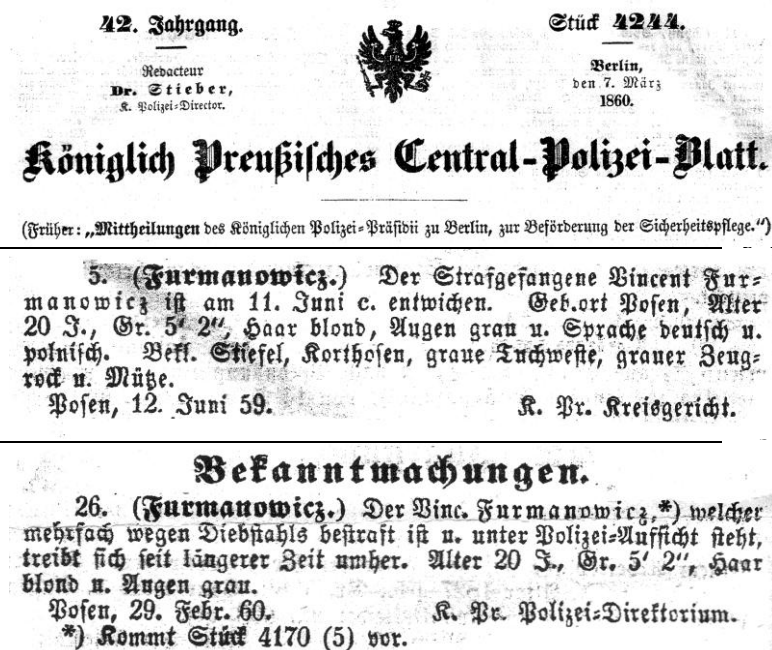 42. Jahrgang.
Stück 4244.
Redacteur
Dr. Stieber,
K. Polizei-Director.
Berlin,
den 7. März
1860.
Königlich Preußisches Central-Polizei-Blatt.
(Früher: „Mittheilungen des Königlichen Polizei-Präsidii zu Berlin, zur Beförderung der Sicherheitspflege.“)
5. (Furmanowicz.) Der Strafgefangene Vincent Fur-
manowicz ist am 11. Juni c. entwichen. Geb.ort Posen, Alter
20 J., Gr. 5' 2“, Haar blond, Augen grau u. Sprache deutsch u.
polnisch. Bekl. Stiefel, Korthosen, graue Tuchweste, grauer Zeug-
rock u. Mütze.
Posen, 12. Juni 59.
K. Pr. Kreisgericht.
Bekanntmachungen.
26. (Furmanowicz.) Der Vinc. Furmanowicz,*) welcher
mehrfach wegen Diebstahls bestraft ist u. unter Polizei-Aufsicht steht,
treibt sich seit längerer Zeit umher. Alter 20 J., Gr. 5' 2“, Haar
blond u. Augen grau.
Posen, 29. Febr. 60.
K. Pr. Polizei-Direktorium.
*) Kommt Stück 4170 (5) vor.